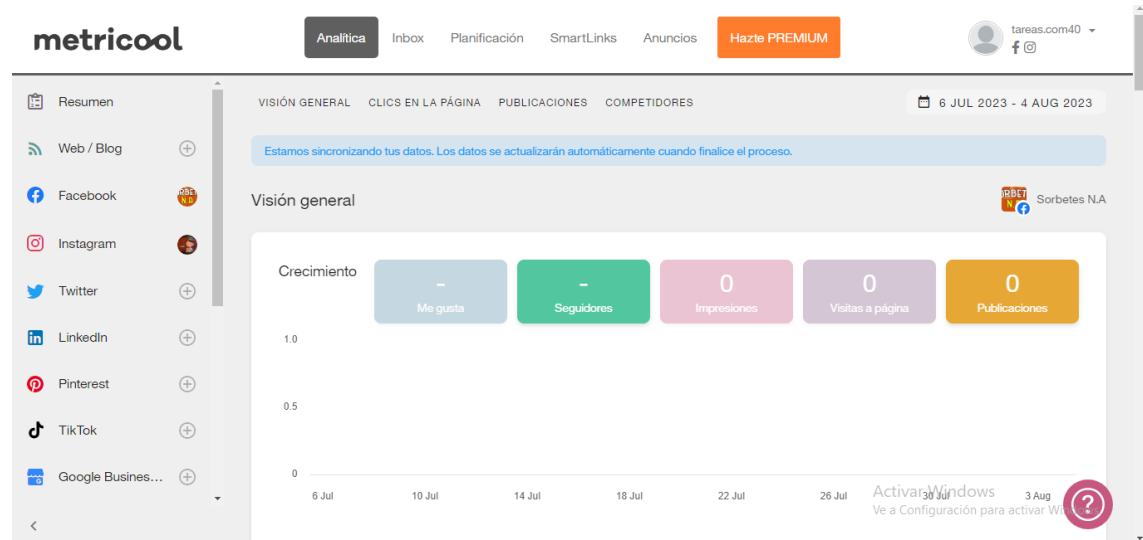 metricool
Analítica Inbox Planificación SmartLinks Anuncios Hazte PREMIUM
tareas.com40
Resumen
Web / Blog
Facebook
Instagram
Twitter
LinkedIn
Pinterest
TikTok
Google Busines...
VISIÓN GENERAL CLICS EN LA PÁGINA PUBLICACIONES COMPETIDORES
6 JUL 2023 - 4 AUG 2023
Estamos sincronizando tus datos. Los datos se actualizarán automáticamente cuando finalice el proceso.
Visión general
Sorbetes N.A
Crecimiento
- Me gusta
- Seguidores
0 Impresiones
0 Visitas a página
0 Publicaciones
1.0
0.5
0
6 Jul 10 Jul 14 Jul 18 Jul 22 Jul 26 Jul 30 Jul 3 Aug
Activar Windows
Ve a Configuración para activar Windows.
?